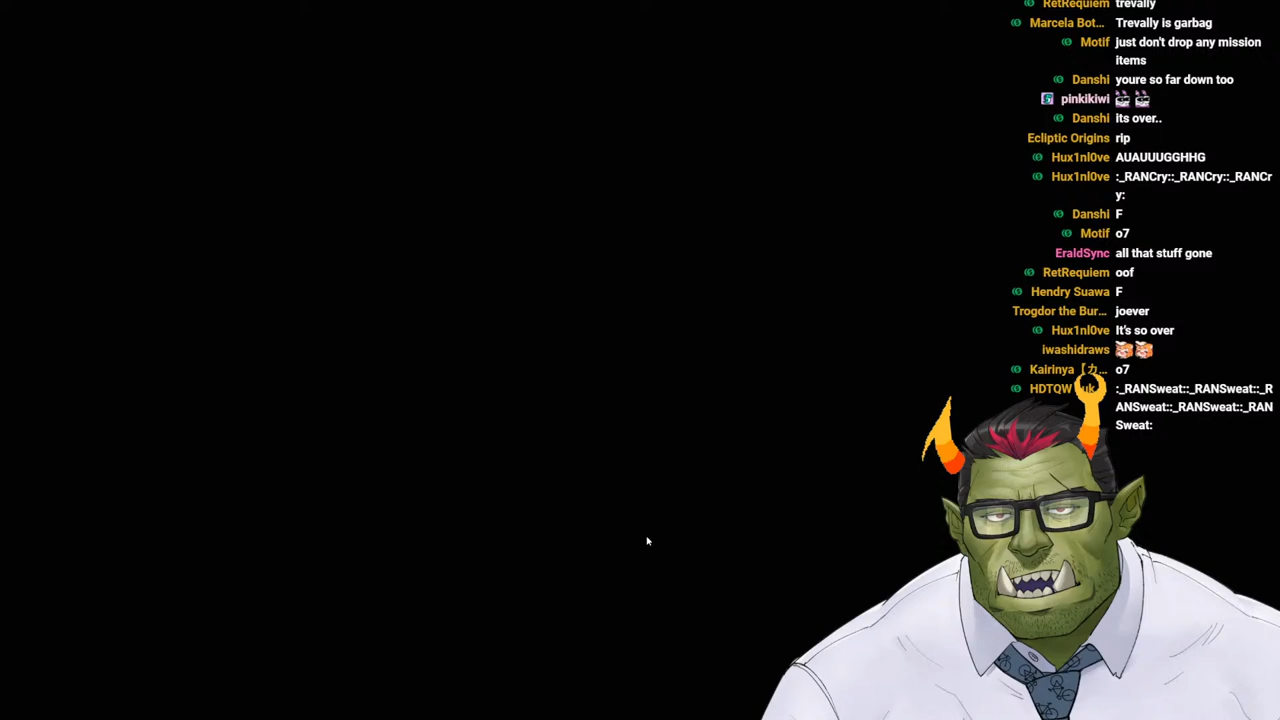 RetRequiem trevally
Marcela Bot... Trevally is garbag
Motif just don't drop any mission
items
Danshi youre so far down too
pinkikiwi
Danshi its over..
Ecliptic Origins rip
Hux1nl0ve AUAUUUGGHHG
Hux1nl0ve :_RANCry::_RANCry::_RANCr
y:
Danshi F
Motif o7
EraidSync all that stuff gone
RetRequiem oof
Hendry Suawa F
Trogdor the Bur... joever
Hux1nl0ve It's so over
iwashidraws
Kairinya【カ... o7
HDTQW :_RANSweat::_RANSweat::_R
ANSweat::_RANSweat::_RAN
Sweat: